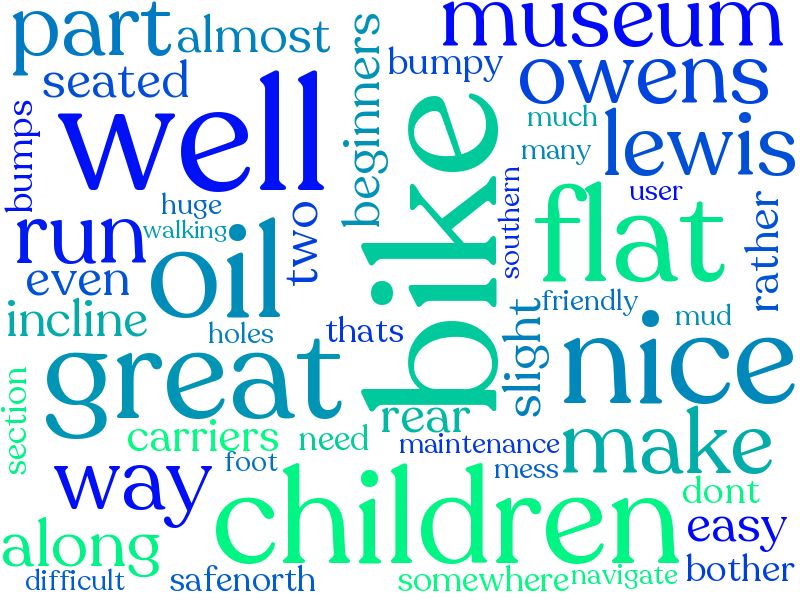 part
almost
museum
seated
beginners
bumpy
owens
bumps
well
bike
much
many
lewis
huge
walking
southern
user
run
two
flat
rather
even
oil
incline
holes
thats
friendly
mud
slight
nice
great
section
rear
carriers
need
maintenance
make
way
foot
mess
children
dont
along
easy
difficult
safenorth
somewhere
navigate
bother